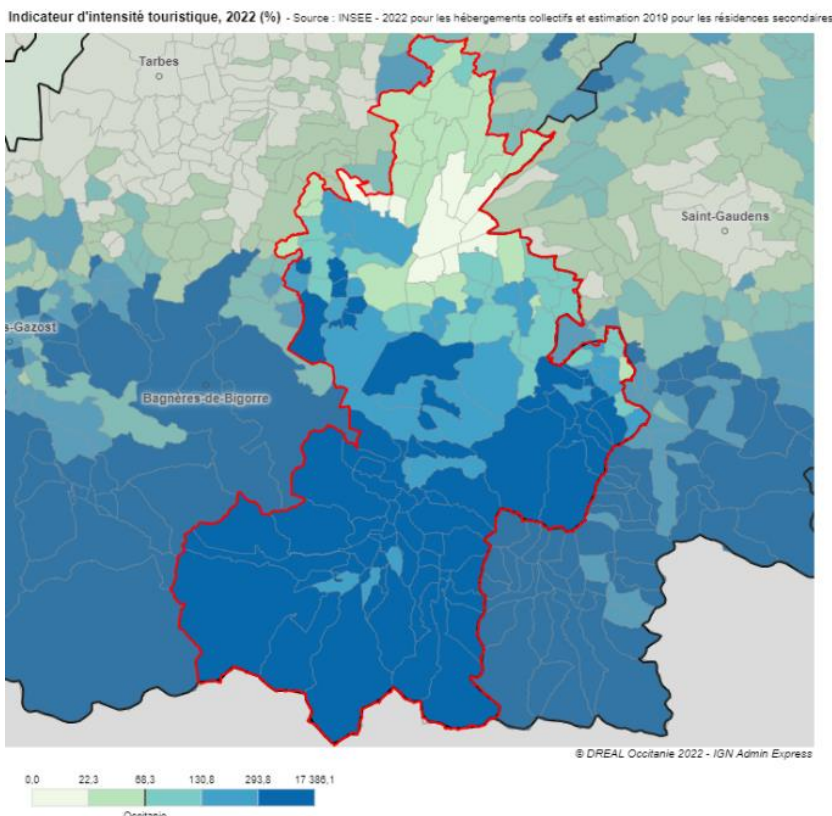 Indicateur d'intensité touristique, 2022 (%) - Source : INSEE - 2022 pour les hébergements collectifs et estimation 2019 pour les résidences secondaires
Tarbes
Saint-Gaudens
s-Gazost
Bagnères-de-Bigorre
© DREAL Occitanie 2022 - IGN Admin Express
0,0 22,3 68,3 130,8 293,8 17 386,1
Occitanie